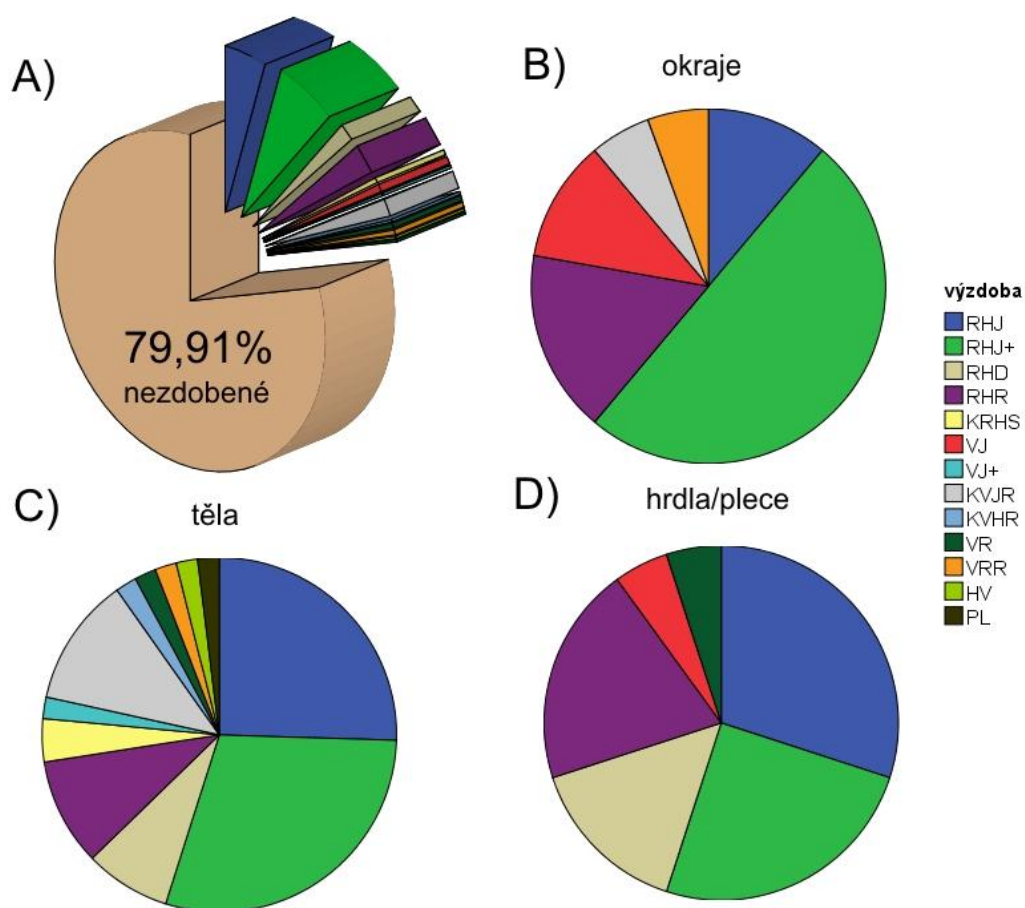 A)
79,91%
nezdobené
B)
okraje
C)
těla
D)
hrdla/plece
výzdoba
RHJ
RHJ+
RHD
RHR
KRHS
VJ
VJ+
KVJR
KVHR
VR
VRR
HV
PL